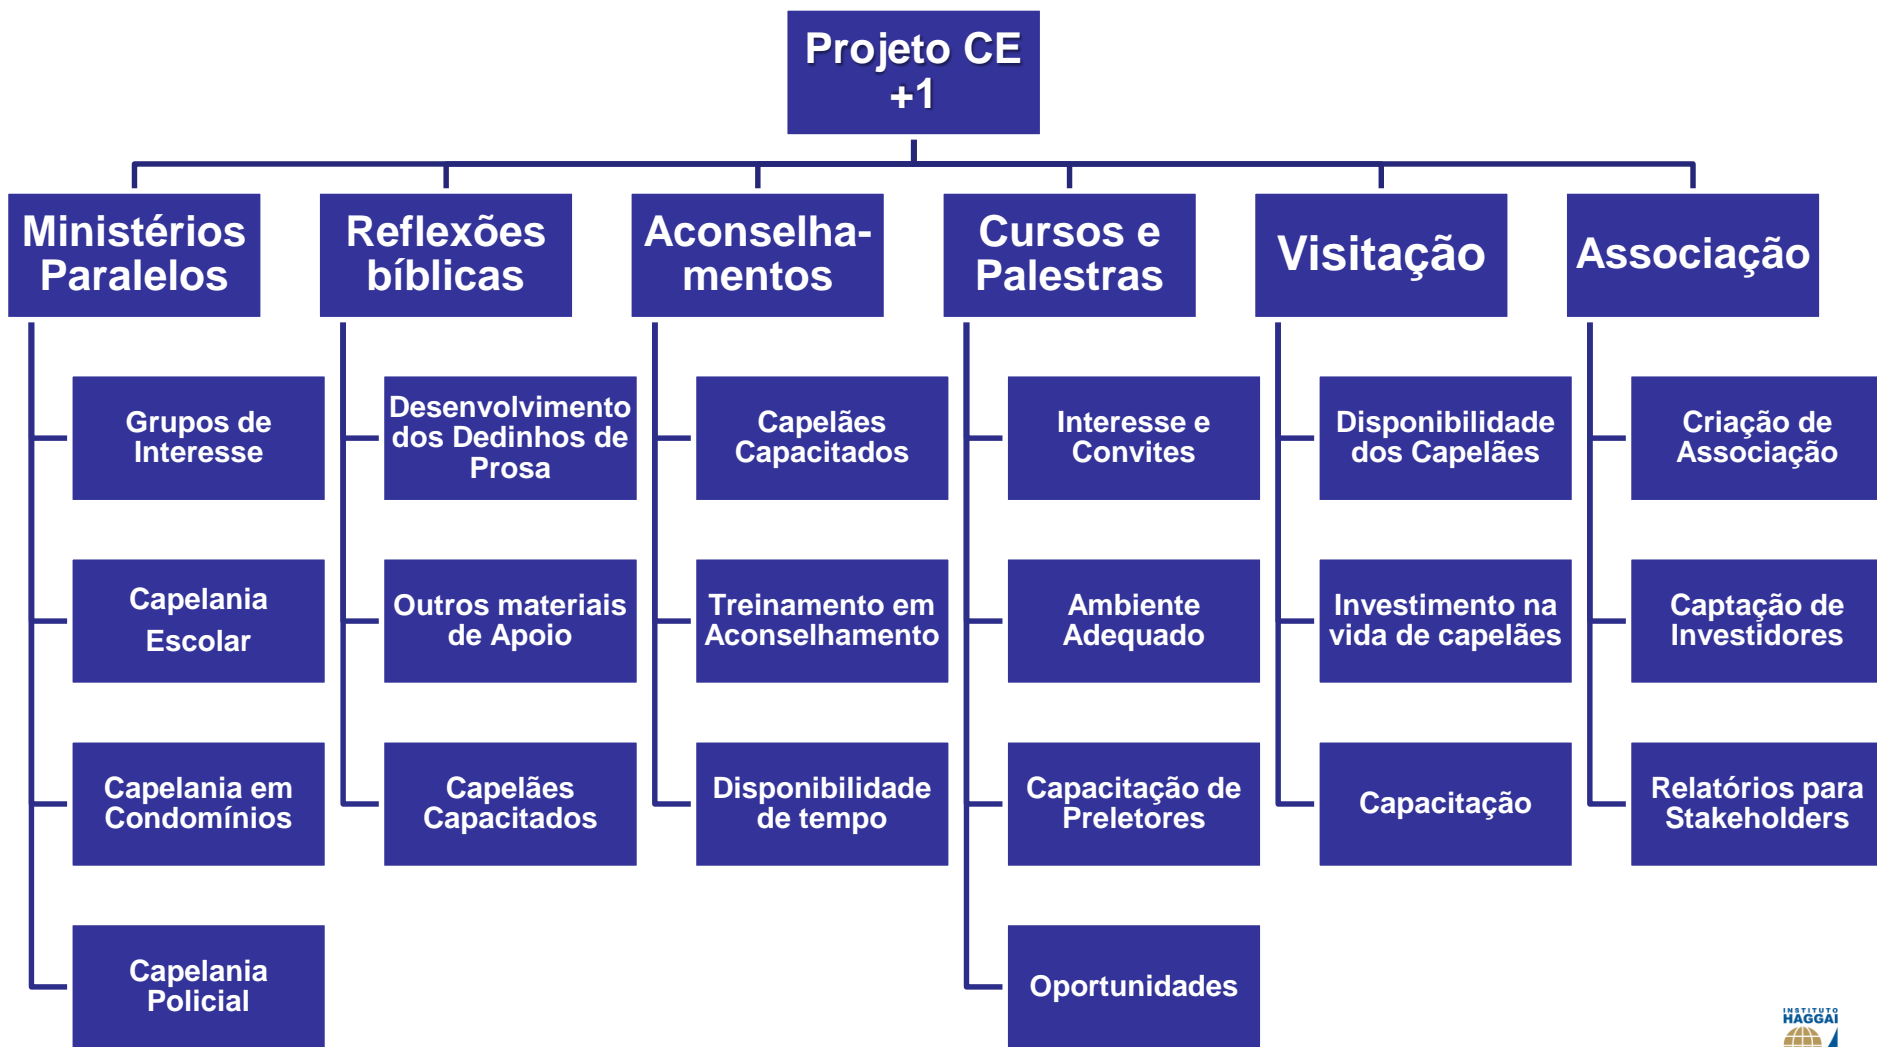 Projeto CE
+1
Ministérios
Paralelos
Reflexões
bíblicas
Aconselha-
mentos
Cursos e
Palestras
Visitação
Associação
Grupos de
Interesse
Capelania
Escolar
Capelania em
Condomínios
Capelania
Policial
Desenvolvimento
dos Dedinhos de
Prosa
Outros materiais
de Apoio
Capelães
Capacitados
Capelães
Capacitados
Treinamento em
Aconselhamento
Disponibilidade
de tempo
Interesse e
Convites
Ambiente
Adequado
Capacitação de
Preletores
Oportunidades
Disponibilidade
dos Capelães
Investimento na
vida de capelães
Capacitação
Criação de
Associação
Captação de
Investidores
Relatórios para
Stakeholders
INSTITUTO
HAGGAI